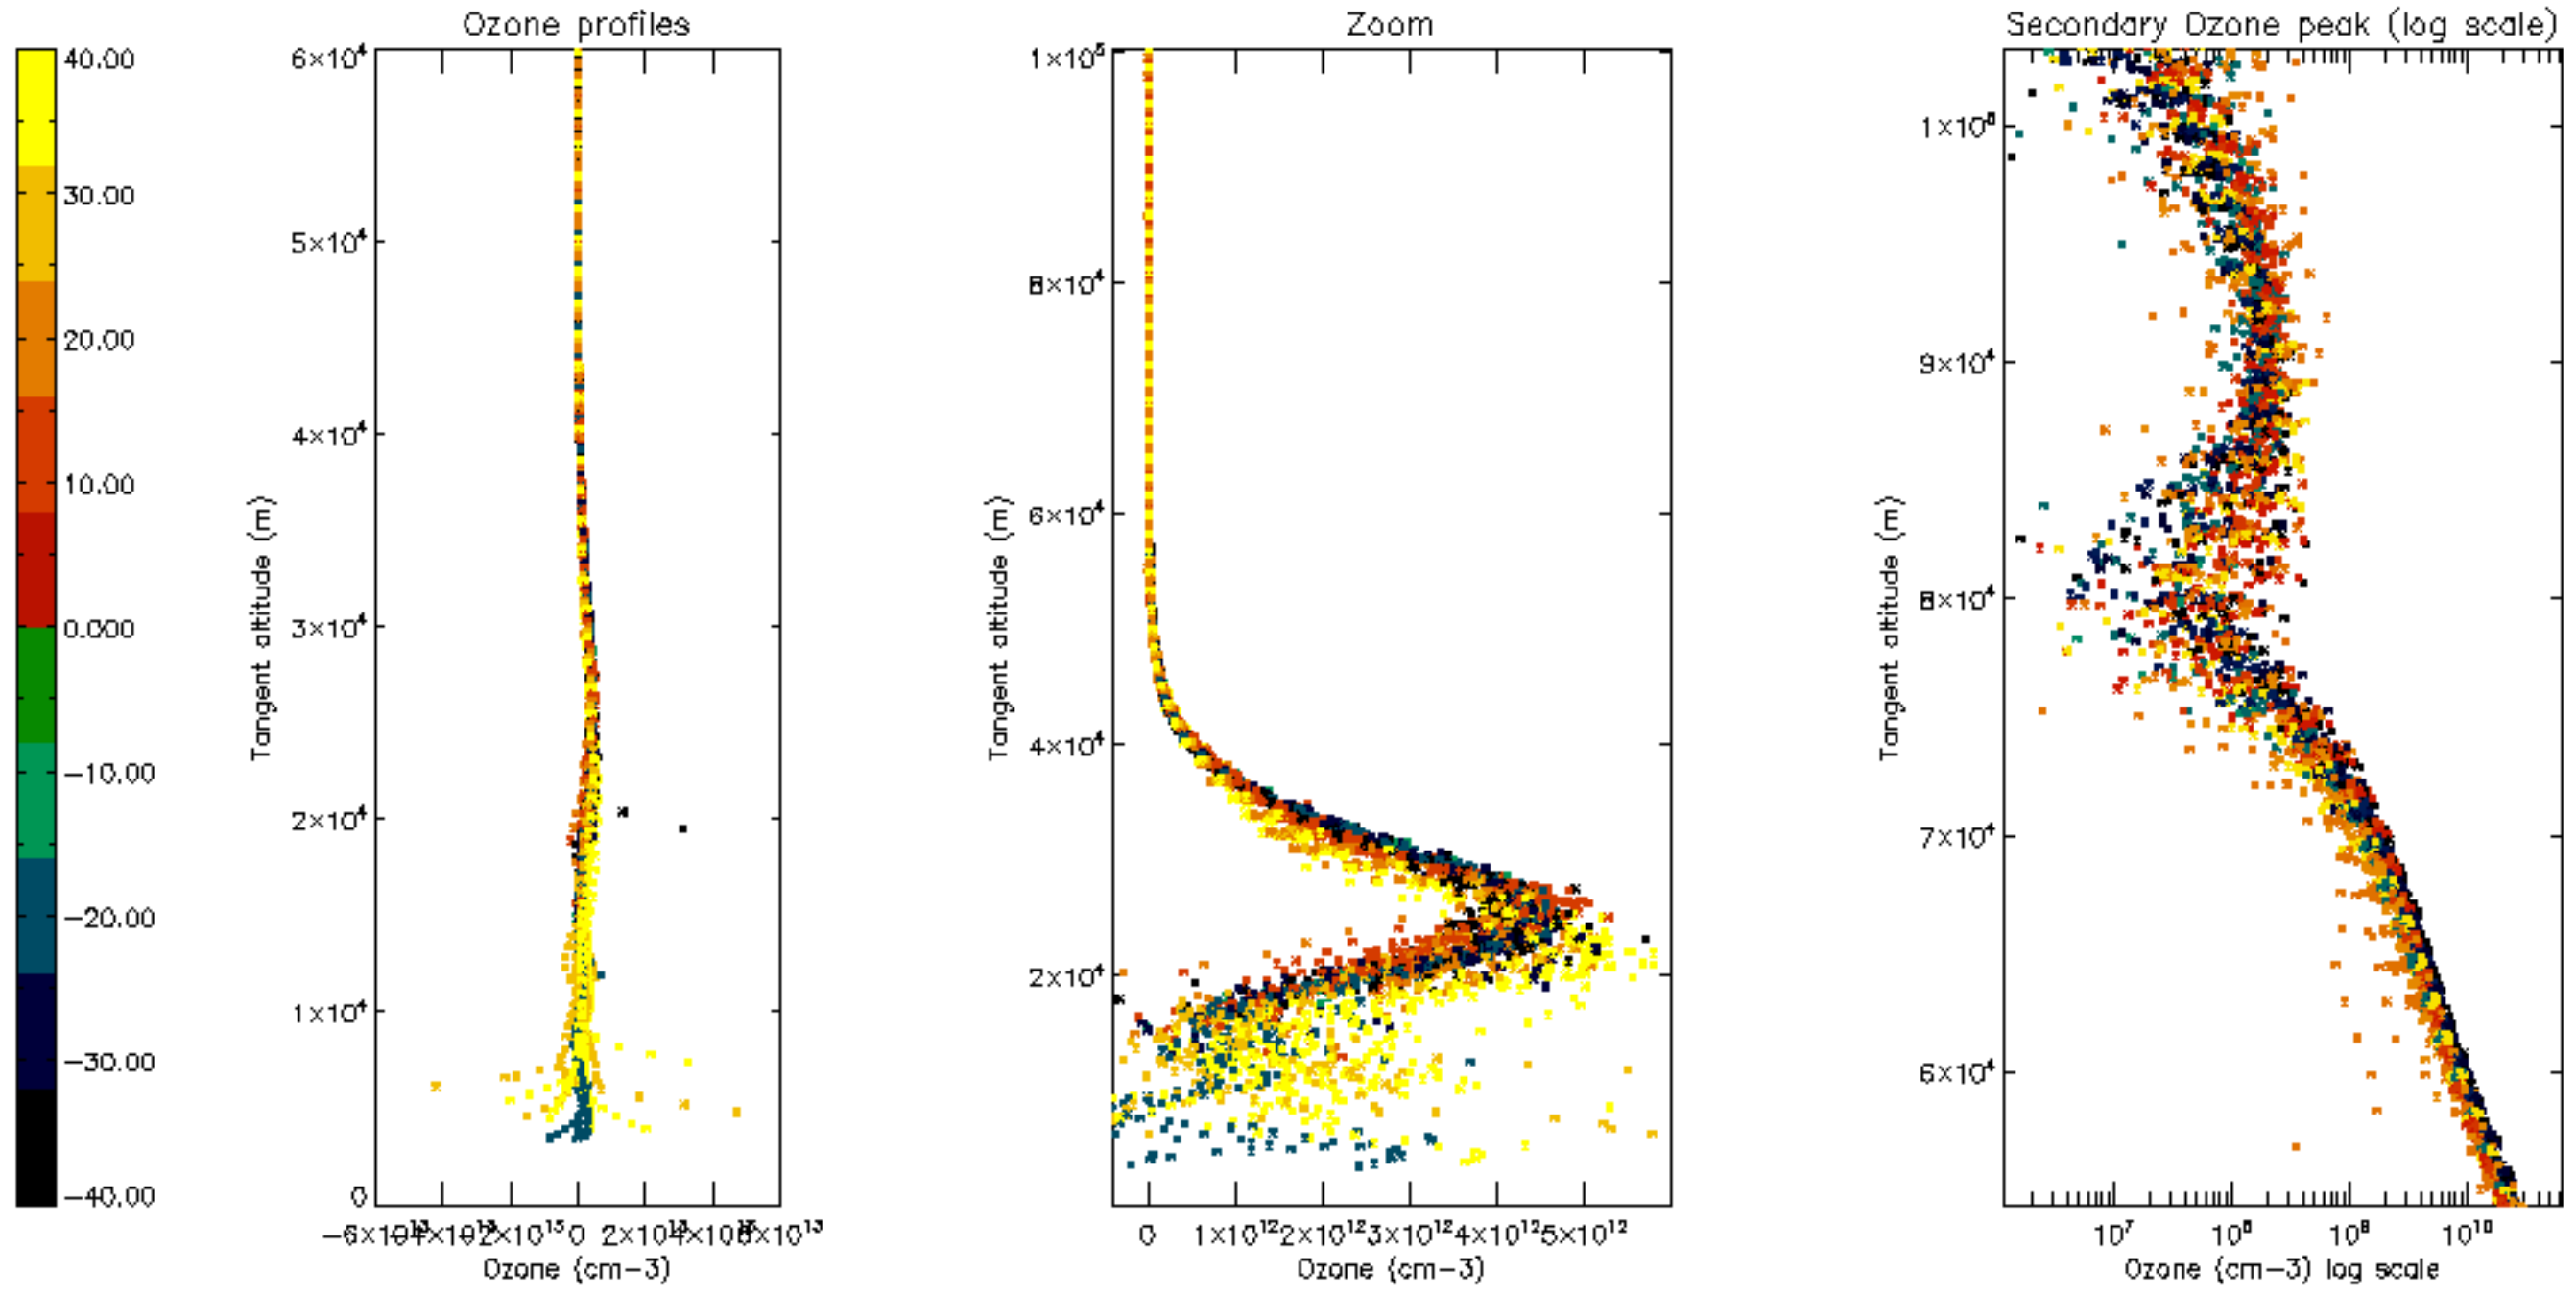 Ozone profiles
Zoom
Secondary Ozone peak (log scale)
40.00
30.00
20.00
10.00
0.000
-10.00
-20.00
-30.00
-40.00
6×10⁴
5×10⁴
4×10⁴
3×10⁴
2×10⁴
1×10⁴
0
Tangent altitude (m)
0
Ozone (cm-3)
1×10⁵
8×10⁴
6×10⁴
4×10⁴
2×10⁴
Tangent altitude (m)
0 1×10¹² 2×10¹² 3×10¹² 4×10¹² 5×10¹²
Ozone (cm-3)
1×10⁵
9×10⁴
8×10⁴
7×10⁴
6×10⁴
Tangent altitude (m)
10⁷ 10⁸ 10⁹ 10¹⁰
Ozone (cm-3) log scale